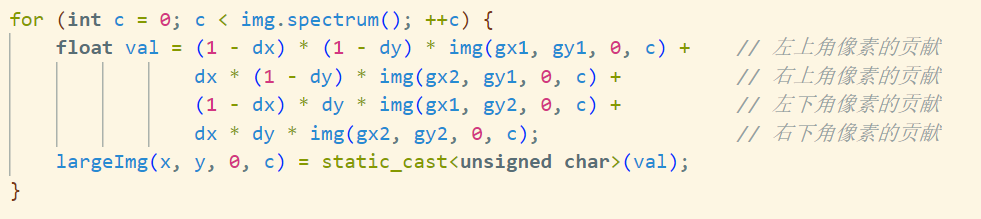 for (int c = 0; c < img.spectrum(); ++c) {
    float val = (1 - dx) * (1 - dy) * img(gx1, gy1, 0, c) +    // 左上角像素的贡献
                dx * (1 - dy) * img(gx2, gy1, 0, c) +          // 右上角像素的贡献
                (1 - dx) * dy * img(gx1, gy2, 0, c) +          // 左下角像素的贡献
                dx * dy * img(gx2, gy2, 0, c);                 // 右下角像素的贡献
    largeImg(x, y, 0, c) = static_cast<unsigned char>(val);
}